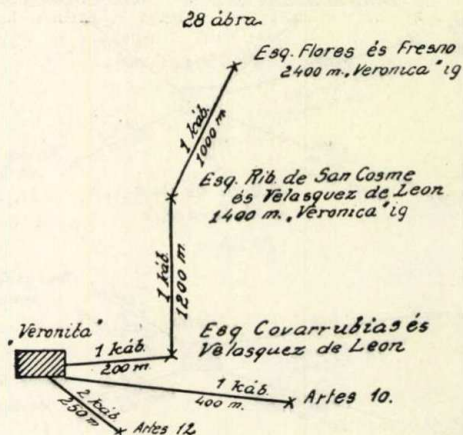 28 ábra.
Esq. Flores és Fresno
2400 m. „Veronica" ig
1 káb.
1000 m.
Esq. Rib. de San Cosme
és Velasquez de Leon
1400 m. „Veronica" ig
1 káb.
1200 m.
„Veronita"
Esq Covarrubias és
Velasquez de Leon
1 káb
200 m.
1 káb
400 m.
Artes 10.
2 káb
250 m
Artes 12